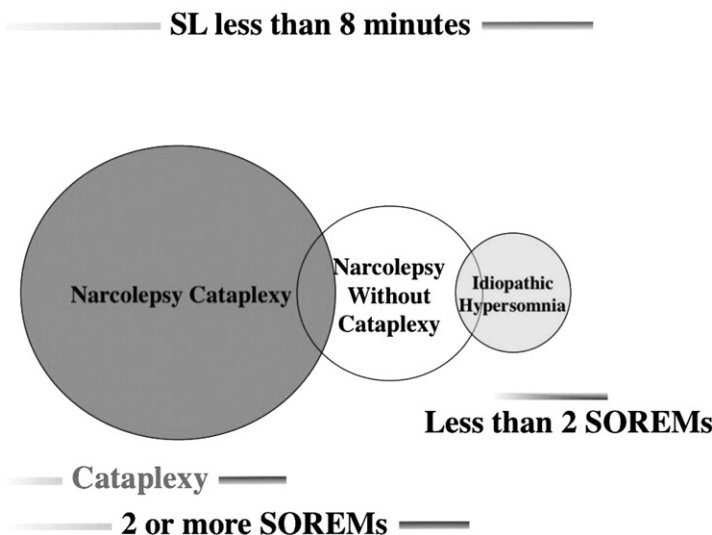 SL less than 8 minutes
Narcolepsy Cataplexy
Narcolepsy
Without
Cataplexy
Idiopathic
Hypersomnia
Less than 2 SOREMs
Cataplexy
2 or more SOREMs